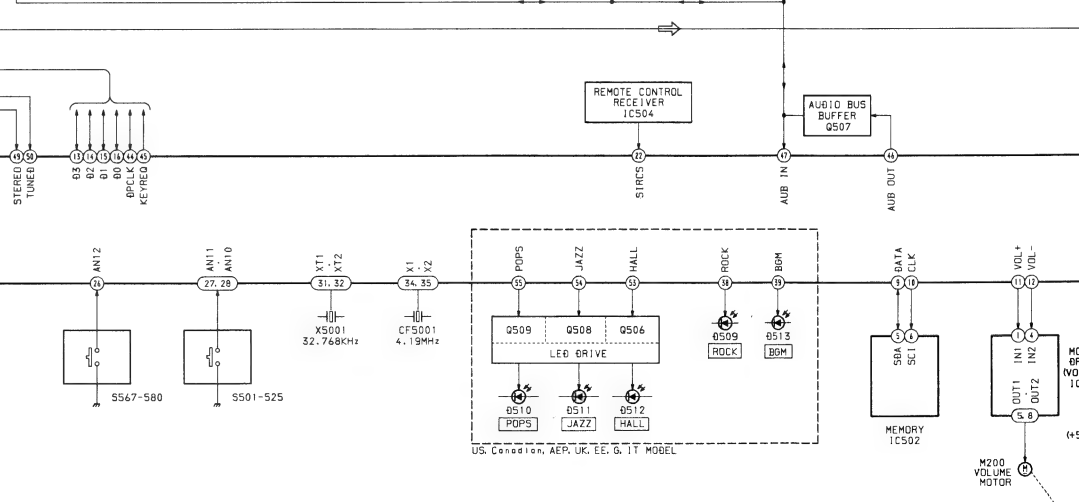 REMOTE CONTROL
RECEIVER
IC504
AUDIO BUS
BUFFER
Q507
49 50 13 14 15 16 44 45 22 47 46
STEREO
TUNED
D3
D2
D1
D0
DPCLK
KEYREQ
SIRCS
AUB IN
AUB OUT
AN12
AN11
AN10
XT1
XT2
X1
X2
POPS
JAZZ
HALL
ROCK
BGM
DATA
CLK
VOL+
VOL-
26 27. 28 31. 32 34. 35 55 54 53 38 39 9 10 11 12
X5001
32.768KHz
CF5001
4.19MHz
Q509 Q508 Q506
LED DRIVE
D509
ROCK
D513
BGM
5 6
SDA
SCI
1 4
IN1
IN2
OUT1
OUT2
5. 8
S567-580
S501-525
D510
POPS
D511
JAZZ
D512
HALL
US, Canadian, AEP, UK, EE, G, IT MODEL
MEMORY
IC502
M200
VOLUME
MOTOR
M
(VO
IC
(+5